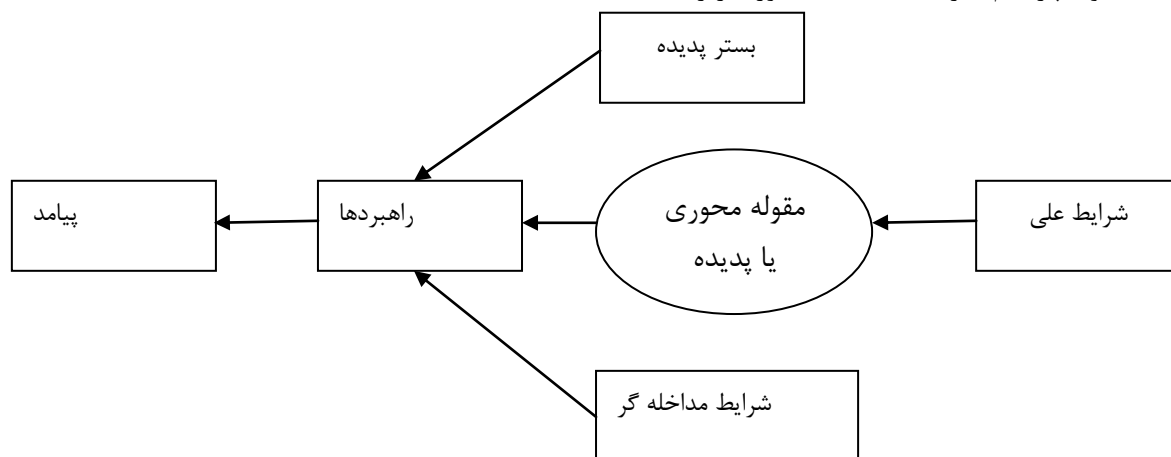 بستر پدیده
شرایط علی
مقوله محوری
یا پدیده
راهبردها
پیامد
شرایط مداخله گر